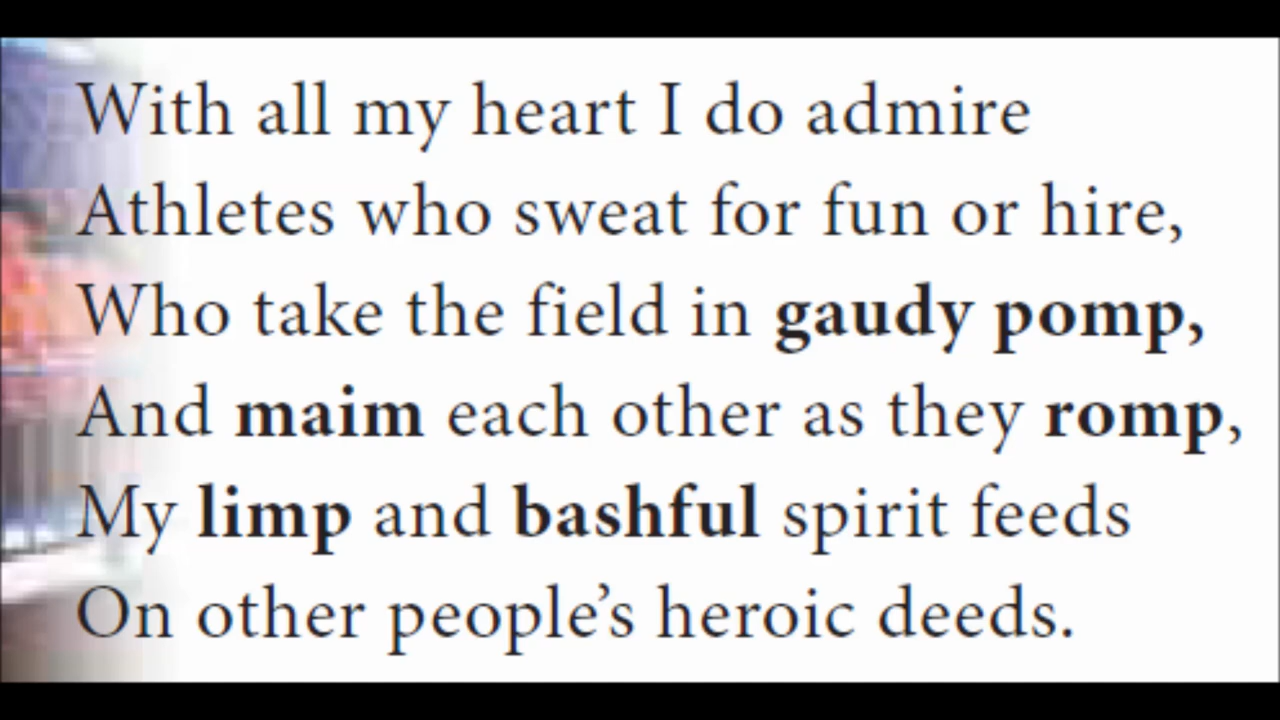 With all my heart I do admire
Athletes who sweat for fun or hire,
Who take the field in gaudy pomp,
And maim each other as they romp,
My limp and bashful spirit feeds
On other people’s heroic deeds.